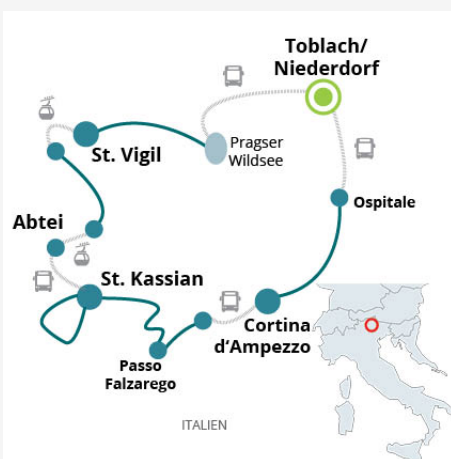 Toblach/
Niederdorf
St. Vigil
Pragser
Wildsee
Ospitale
Abtei
St. Kassian
Cortina
d'Ampezzo
Passo
Falzarego
ITALIEN